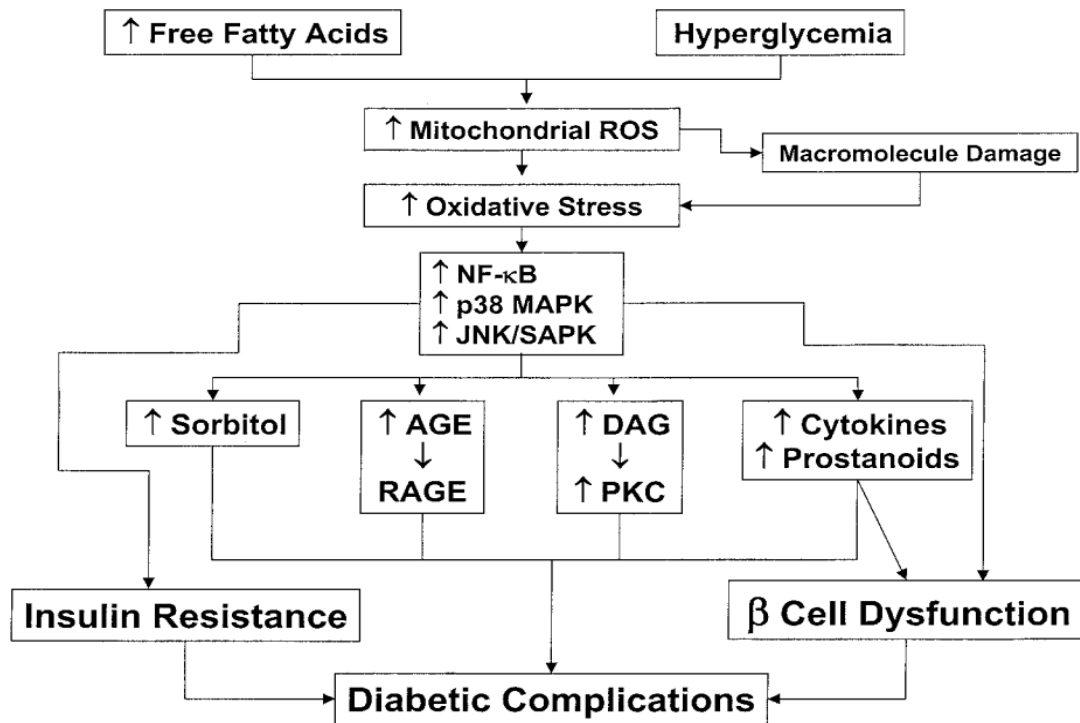 ↑ Free Fatty Acids
Hyperglycemia
↑ Mitochondrial ROS
Macromolecule Damage
↑ Oxidative Stress
↑ NF-κB
↑ p38 MAPK
↑ JNK/SAPK
↑ Sorbitol
↑ AGE
↓
RAGE
↑ DAG
↓
↑ PKC
↑ Cytokines
↑ Prostanoids
Insulin Resistance
β Cell Dysfunction
Diabetic Complications